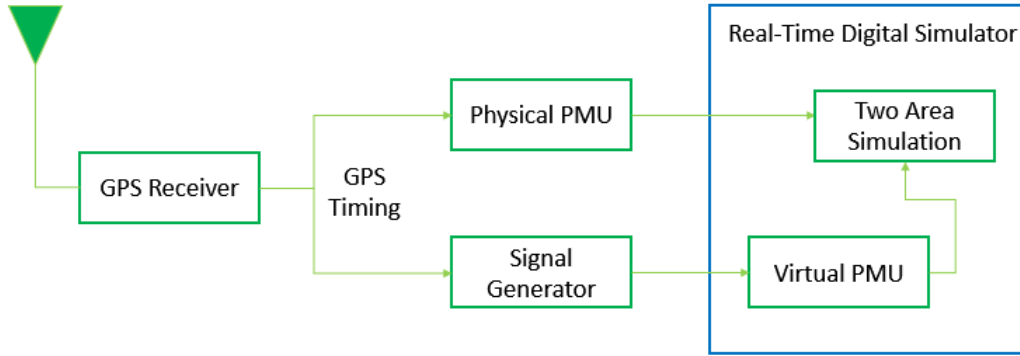 Real-Time Digital Simulator
Physical PMU
Two Area
Simulation
GPS Receiver
GPS
Timing
Signal
Generator
Virtual PMU